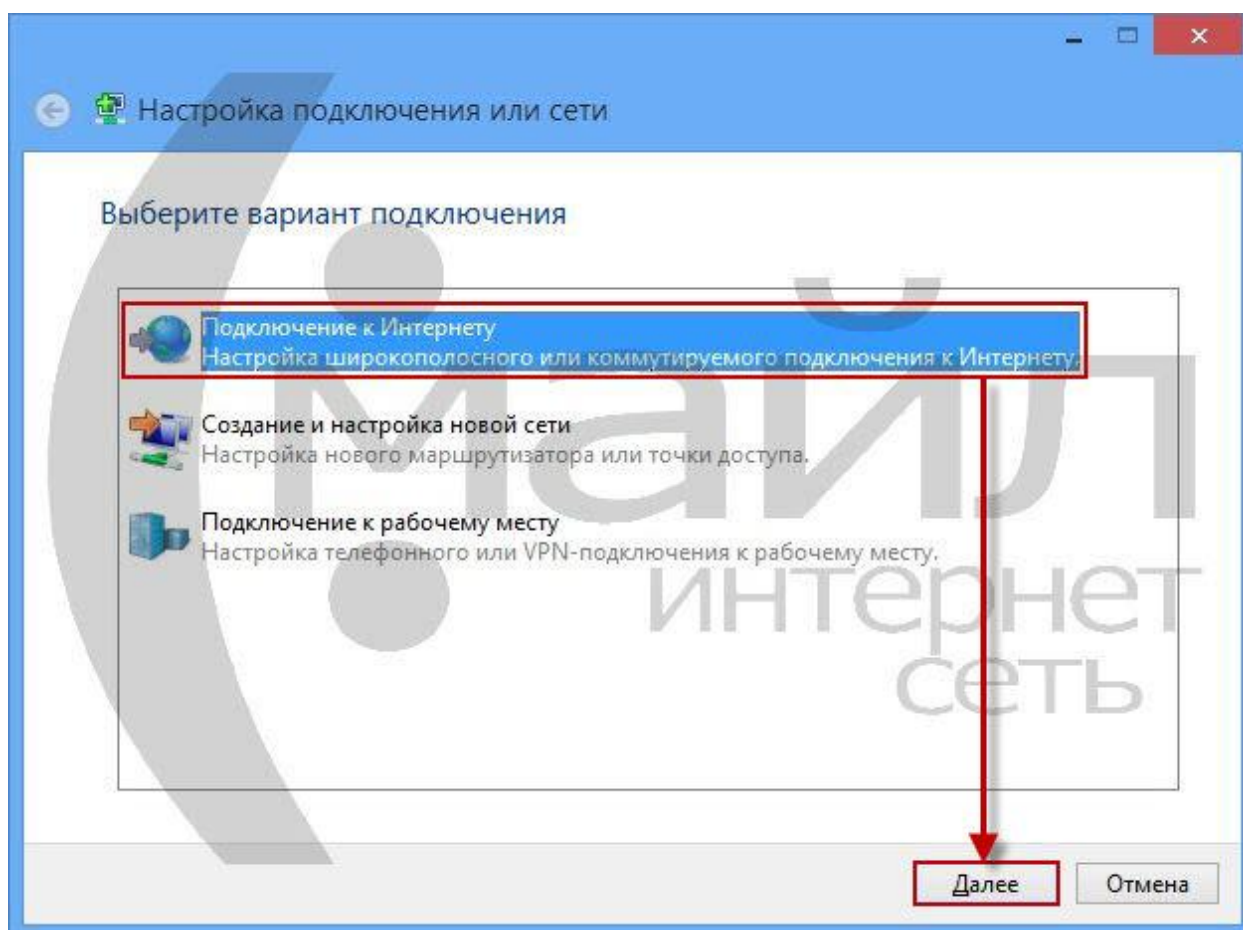 Настройка подключения или сети
Выберите вариант подключения
Подключение к Интернету
Настройка широкополосного или коммутируемого подключения к Интернету.
Создание и настройка новой сети
Настройка нового маршрутизатора или точки доступа.
Подключение к рабочему месту
Настройка телефонного или VPN-подключения к рабочему месту.
майл
интернет
сеть
Далее
Отмена